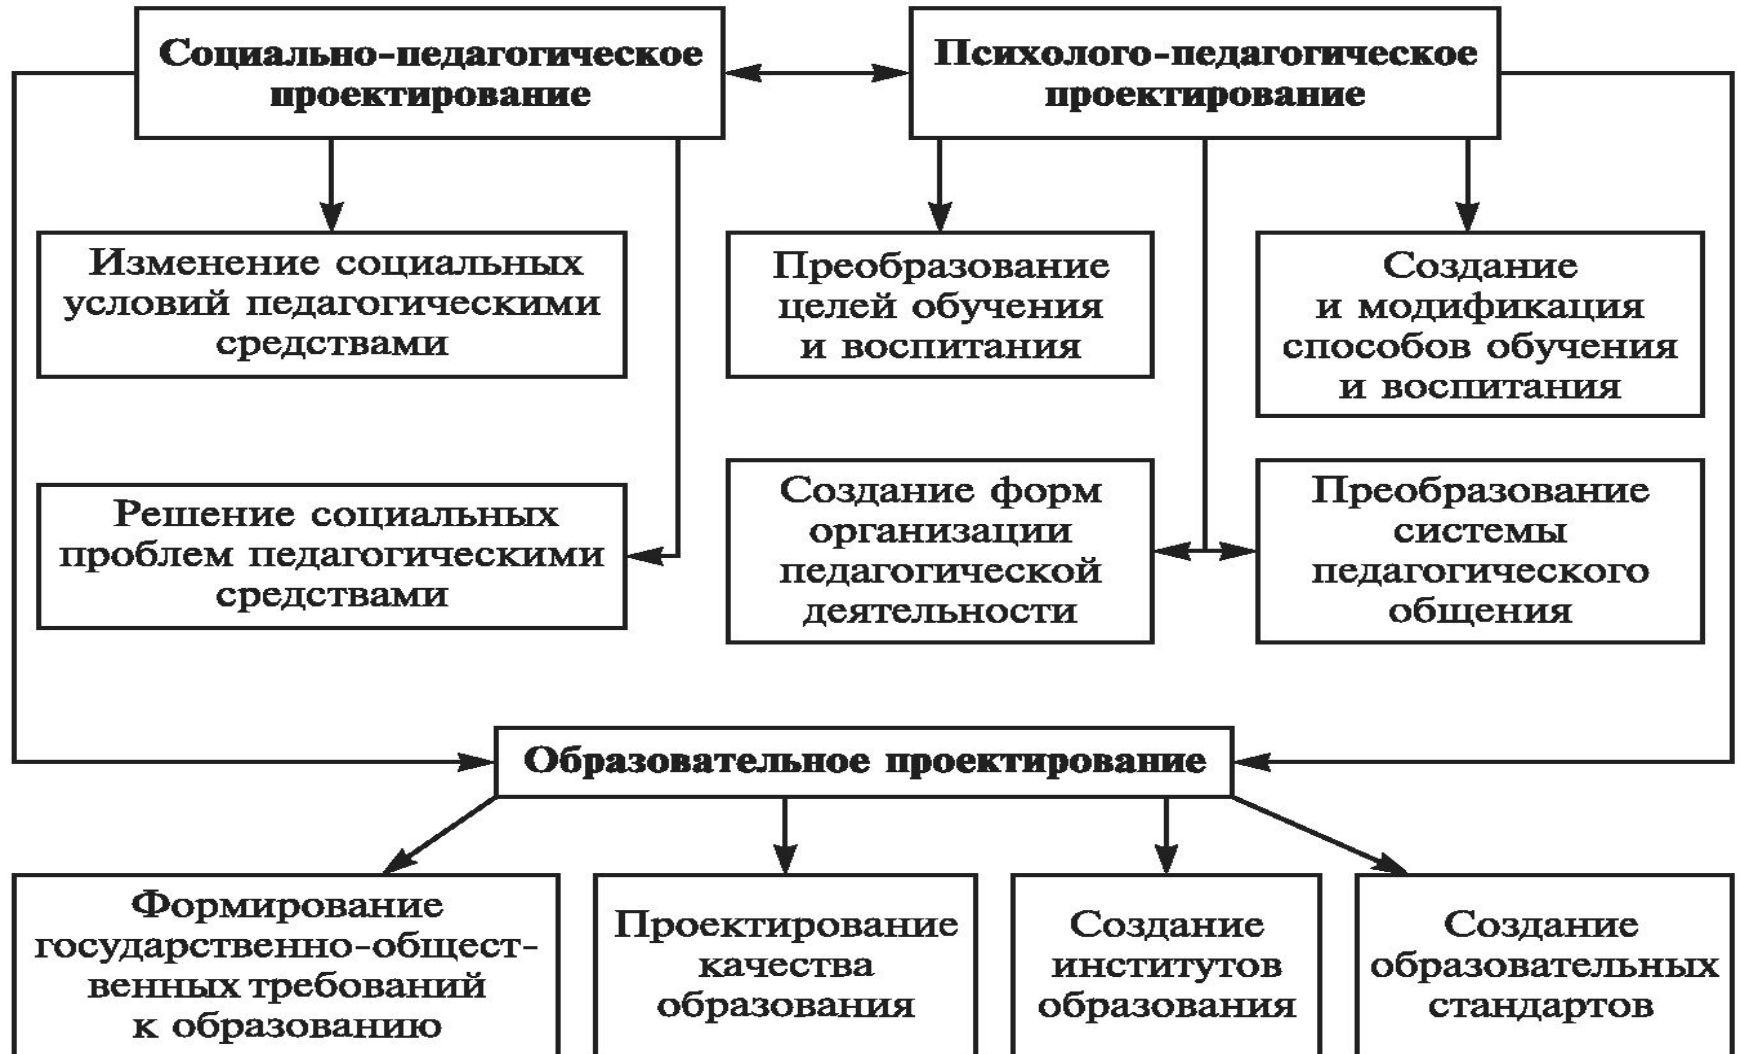 Социально-педагогическое
проектирование
Психолого-педагогическое
проектирование
Изменение социальных
условий педагогическими
средствами
Преобразование
целей обучения
и воспитания
Создание
и модификация
способов обучения
и воспитания
Решение социальных
проблем педагогическими
средствами
Создание форм
организации
педагогической
деятельности
Преобразование
системы
педагогического
общения
Образовательное проектирование
Формирование
государственно-общест-
венных требований
к образованию
Проектирование
качества
образования
Создание
институтов
образования
Создание
образовательных
стандартов